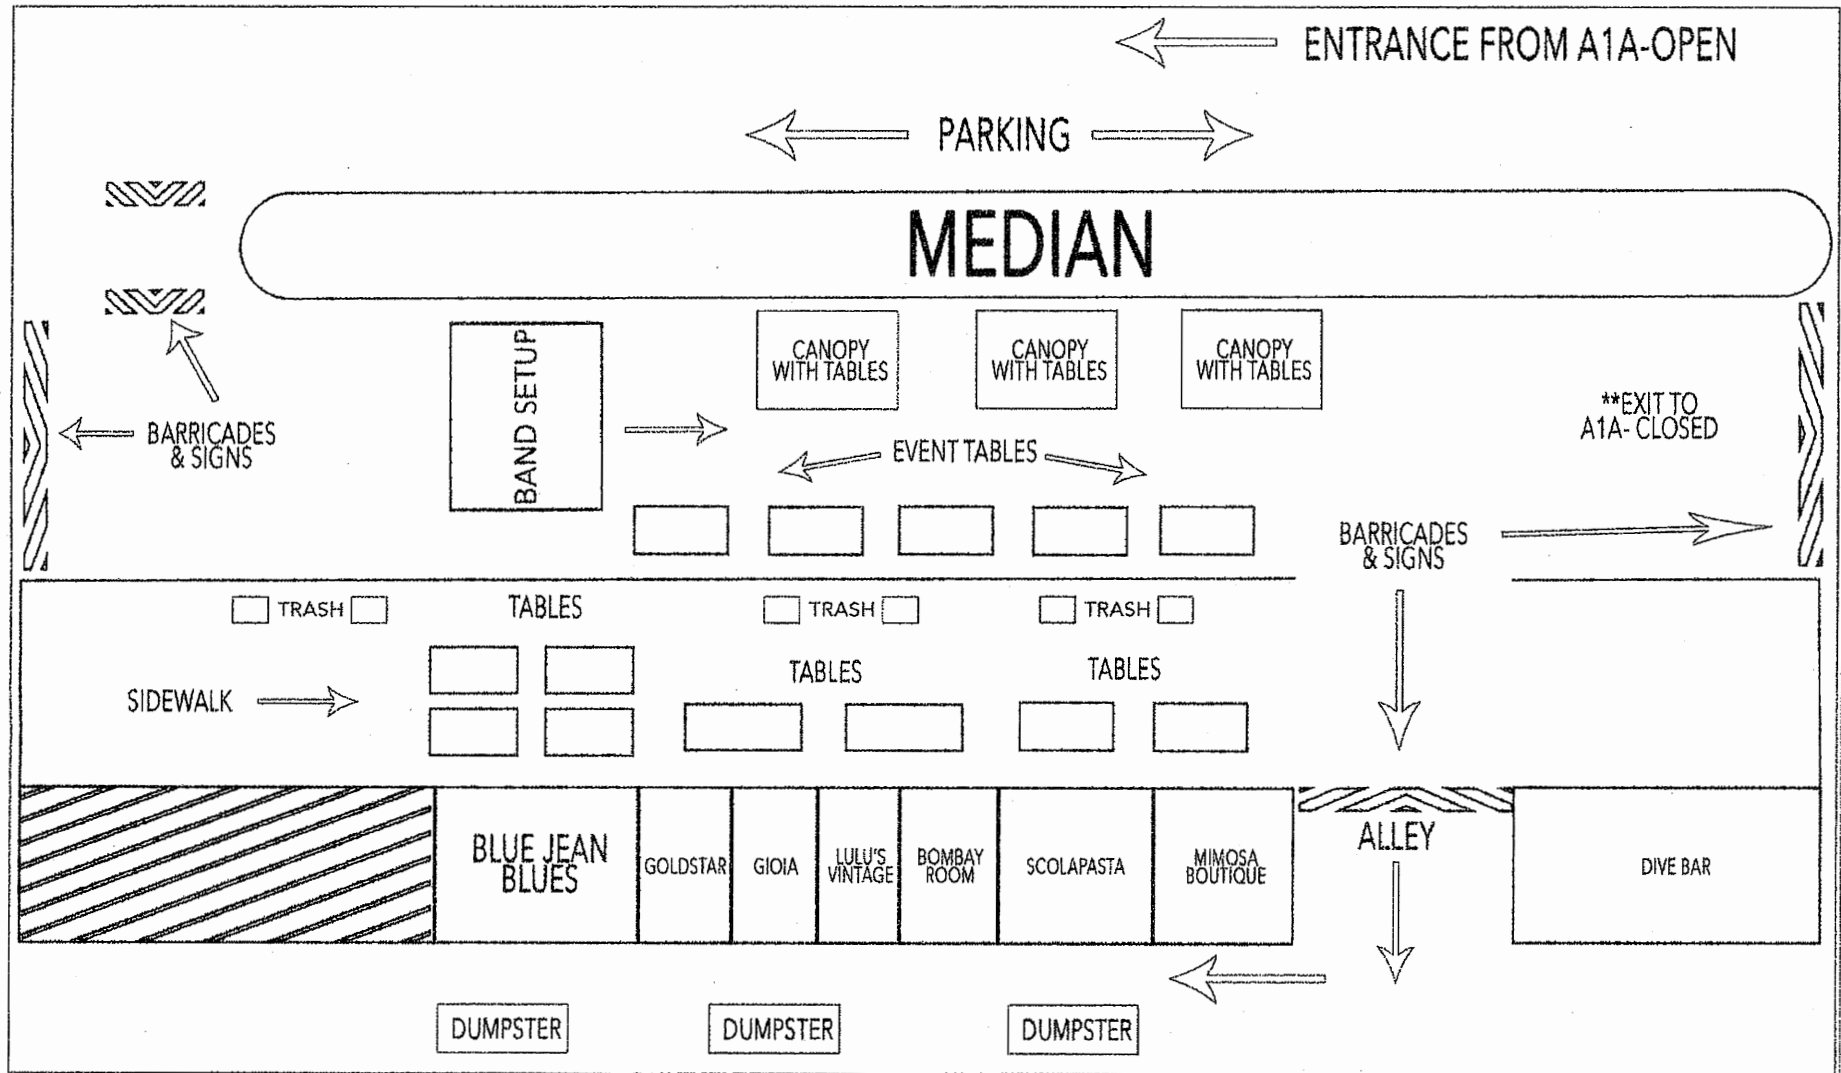 ENTRANCE FROM A1A-OPEN
PARKING
MEDIAN
BAND SETUP
CANOPY
WITH TABLES
CANOPY
WITH TABLES
CANOPY
WITH TABLES
**EXIT TO
A1A- CLOSED
BARRICADES
& SIGNS
EVENT TABLES
BARRICADES
& SIGNS
TRASH
TABLES
TRASH
TRASH
TABLES
TABLES
SIDEWALK
BLUE JEAN
BLUES
GOLDSTAR
GIOIA
LULU'S
VINTAGE
BOMBAY
ROOM
SCOLAPASTA
MIMOSA
BOUTIQUE
ALLEY
DIVE BAR
DUMPSTER
DUMPSTER
DUMPSTER